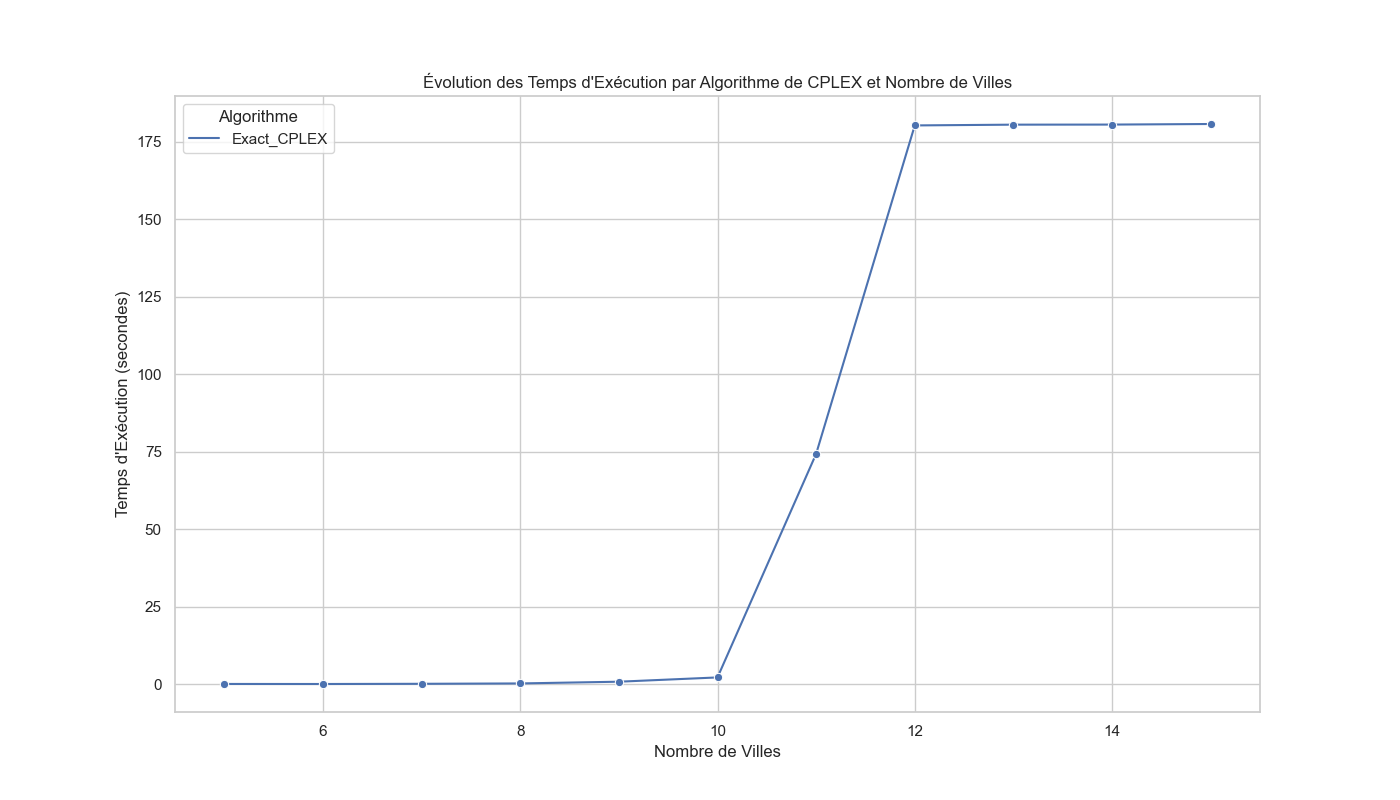 Évolution des Temps d'Exécution par Algorithme de CPLEX et Nombre de Villes
Algorithme
Exact_CPLEX
Temps d'Exécution (secondes)
175
150
125
100
75
50
25
0
6 8 10 12 14
Nombre de Villes